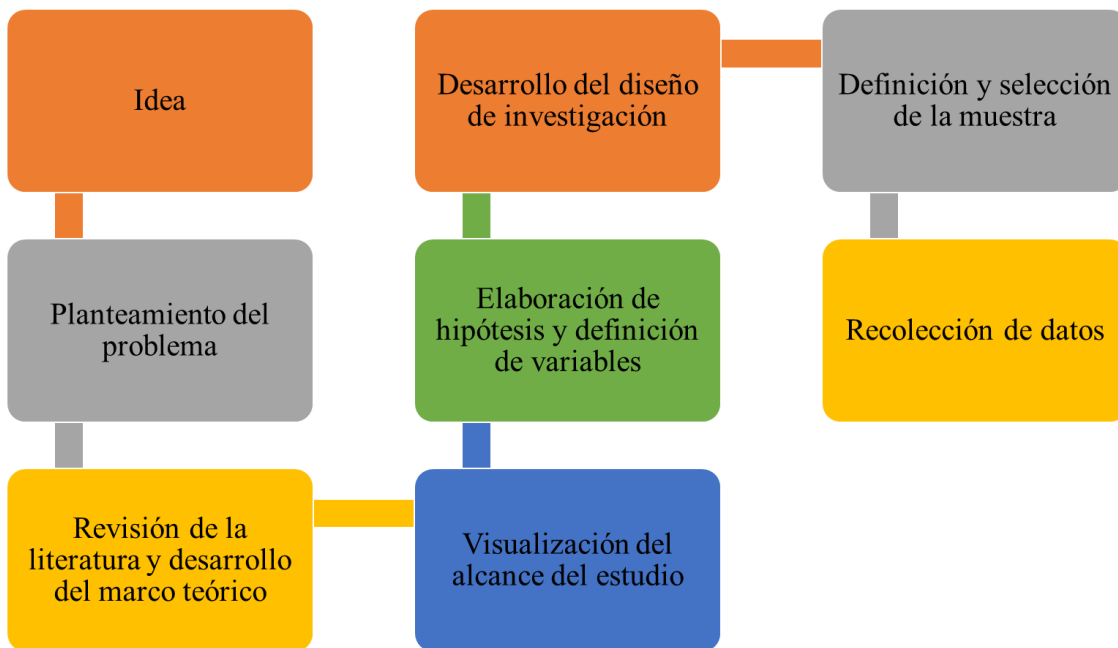 Idea
Planteamiento del
problema
Revisión de la
literatura y desarrollo
del marco teórico
Visualización del
alcance del estudio
Elaboración de
hipótesis y definición
de variables
Desarrollo del diseño
de investigación
Definición y selección
de la muestra
Recolección de datos